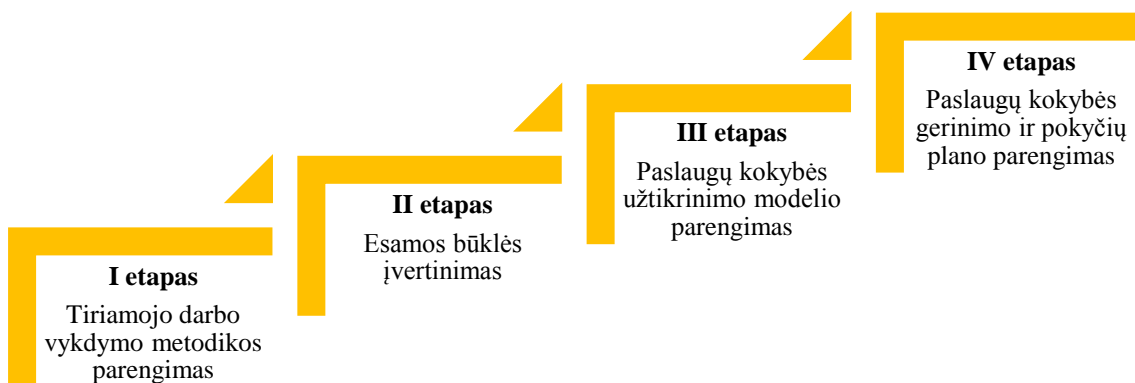 I etapas
Tiriamojo darbo
vykdymo metodikos
parengimas
II etapas
Esamos būklės
įvertinimas
III etapas
Paslaugų kokybės
užtikrinimo modelio
parengimas
IV etapas
Paslaugų kokybės
gerinimo ir pokyčių
plano parengimas